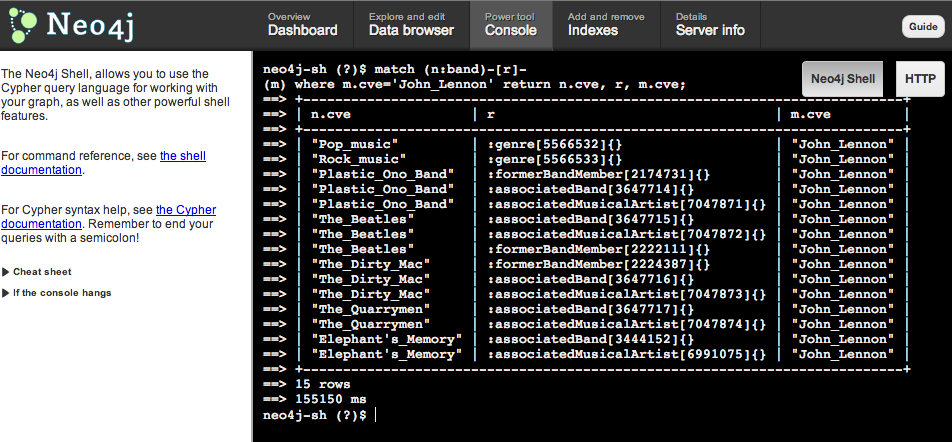 Neo4j
Overview
Dashboard
Explore and edit
Data browser
Power tool
Console
Add and remove
Indexes
Details
Server info
Guide
The Neo4j Shell, allows you to use the
Cypher query language for working with
your graph, as well as other powerful shell
features.
For command reference, see the shell
documentation.
For Cypher syntax help, see the Cypher
documentation. Remember to end your
queries with a semicolon!
Cheat sheet
If the console hangs
Neo4j Shell
HTTP
neo4j-sh (?)$ match (n:band)-[r]-
(m) where m.cve='John_Lennon' return n.cve, r, m.cve;
==> +-----------------------------------------------------------------------------+
==> | n.cve | r | m.cve |
==> +-----------------------------------------------------------------------------+
==> | "Pop_music" | :genre[5566532]{} | "John_Lennon" |
==> | "Rock_music" | :genre[5566533]{} | "John_Lennon" |
==> | "Plastic_Ono_Band" | :formerBandMember[2174731]{} | "John_Lennon" |
==> | "Plastic_Ono_Band" | :associatedBand[3647714]{} | "John_Lennon" |
==> | "Plastic_Ono_Band" | :associatedMusicalArtist[7047871]{} | "John_Lennon" |
==> | "The_Beatles" | :associatedBand[3647715]{} | "John_Lennon" |
==> | "The_Beatles" | :associatedMusicalArtist[7047872]{} | "John_Lennon" |
==> | "The_Beatles" | :formerBandMember[2222111]{} | "John_Lennon" |
==> | "The_Dirty_Mac" | :formerBandMember[2224387]{} | "John_Lennon" |
==> | "The_Dirty_Mac" | :associatedBand[3647716]{} | "John_Lennon" |
==> | "The_Dirty_Mac" | :associatedMusicalArtist[7047873]{} | "John_Lennon" |
==> | "The_Quarrymen" | :associatedBand[3647717]{} | "John_Lennon" |
==> | "The_Quarrymen" | :associatedMusicalArtist[7047874]{} | "John_Lennon" |
==> | "Elephant's_Memory" | :associatedBand[3444152]{} | "John_Lennon" |
==> | "Elephant's_Memory" | :associatedMusicalArtist[6991075]{} | "John_Lennon" |
==> +-----------------------------------------------------------------------------+
==> 15 rows
==> 155150 ms
neo4j-sh (?)$